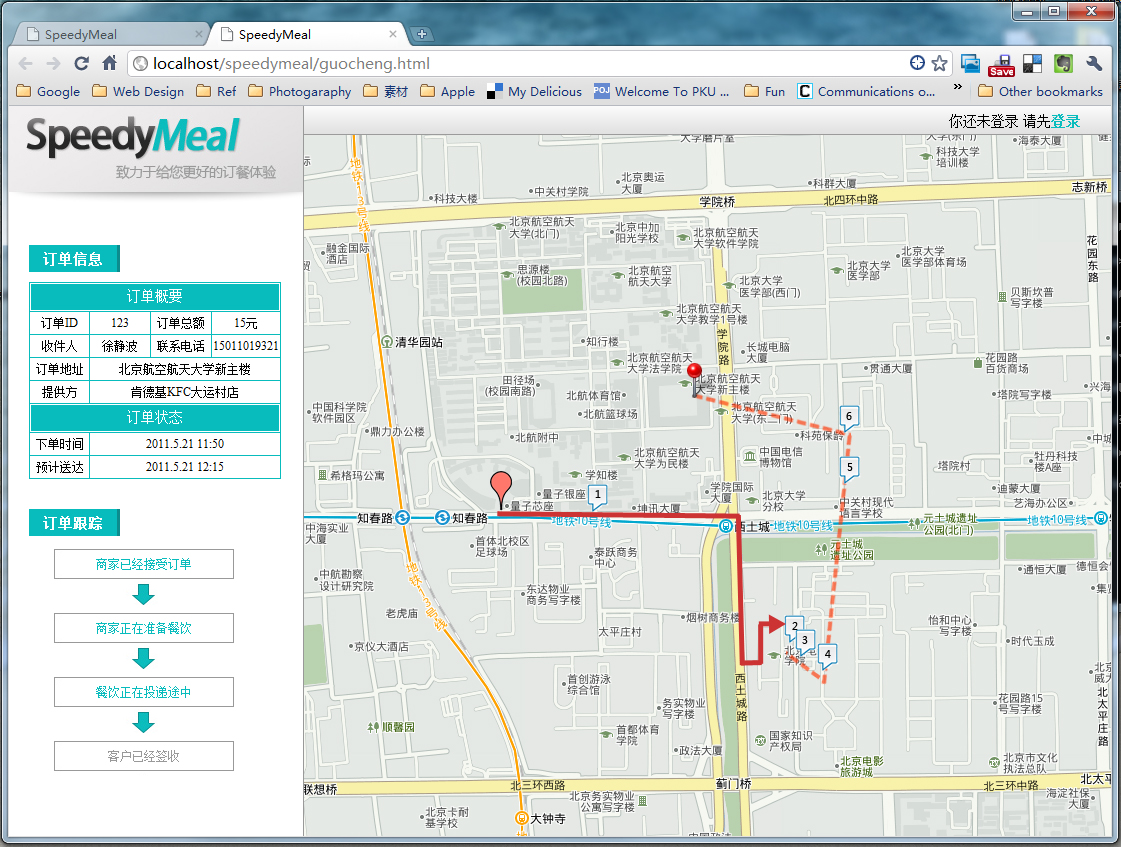 SpeedyMeal
SpeedyMeal
localhost/speedymeal/guocheng.html
Save
Google Web Design Ref Photogaraphy 素材 Apple My Delicious POJ Welcome To PKU ... Fun C Communications o... » Other bookmarks
SpeedyMeal
致力于给您更好的订餐体验
你还未登录 请先登录
订单信息
订单概要
订单ID 123 订单总额 15元
收件人 徐静波 联系电话 15011019321
订单地址 北京航空航天大学新主楼
提供方 肯德基KFC大运村店
订单状态
下单时间 2011.5.21 11:50
预计送达 2011.5.21 12:15
订单跟踪
商家已经接受订单
商家正在准备餐饮
餐饮正在投递途中
客户已经签收
大学磨片室
海泰大厦
科技大学
培训楼
北京奥运
大厦
科群大厦
中关村学院
科技大厦
志新桥
学院桥
北四环中路
地铁13号线
北京航空航天
大学(北门)
北京中加
阳光学校
北京航空航天
大学软件学院
花园东路
融金国际
酒店
思源楼
(校园北路)
北京航空
航天大学
北京大学
医学部
北京大学
医学部体育场
北京大学
医学部(西门)
贝斯坎普
写字楼
北京航空航天
大学教学1号楼
清华园站
知行楼
学院路
长城电脑
大厦
北京航空航天
大学法学院
贯通大厦
花园路
百货商场
田径场
(校园南路)
北航体育馆
北京航空航天
大学新主楼
塔院写字楼
兴海
中国科学院
软件园区
北航篮球场
北京航空航天
大学(东二门)
6
鼎力办公楼
北航附中
科苑保龄
中城
希格玛公寓
学知楼
北京航空航天
大学为民楼
中国电信
博物馆
5
塔院村
牡丹科技
楼A座
量子银座
1
学院国际
大厦
北京大学
分校
中关村现代
语言学校
迪蒙大厦
艺海办公区
量子芯座
坤讯大厦
知春路
知春路
地铁10号线
西土城
地铁10号线
元土城遗址
公园(北门)
地铁10号线
中海实业
大厦
首体北校区
足球场
泰跃商务
中心
元土城
遗址公园
通恒大厦
德恒会
中航勘察
设计研究院
地铁13号线
东达物业
商务写字楼
老虎庙
烟树商务楼
太平庄村
2
3
4
怡和中心
写字楼
时代玉成
京仪大酒店
首创游泳
综合馆
西土城路
务实物业
写字楼
花园路15
号写字楼
北太平庄路
顺馨园
首都体育
学院
国家知识
产权局
政法大厦
北京电影
旅游城
北京市文化
执法总队
联想桥
北三环西路
蓟门桥
北三环中路
北太平
北京卡耐
基学校
北京务实物业
公寓写字楼
大钟寺
海淀社保
大厦